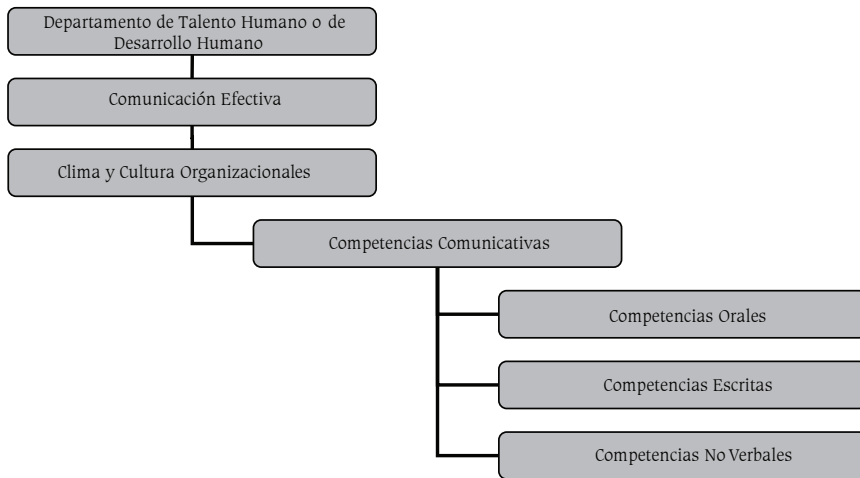 Departamento de Talento Humano o de
Desarrollo Humano
Comunicación Efectiva
Clima y Cultura Organizacionales
Competencias Comunicativas
Competencias Orales
Competencias Escritas
Competencias No Verbales